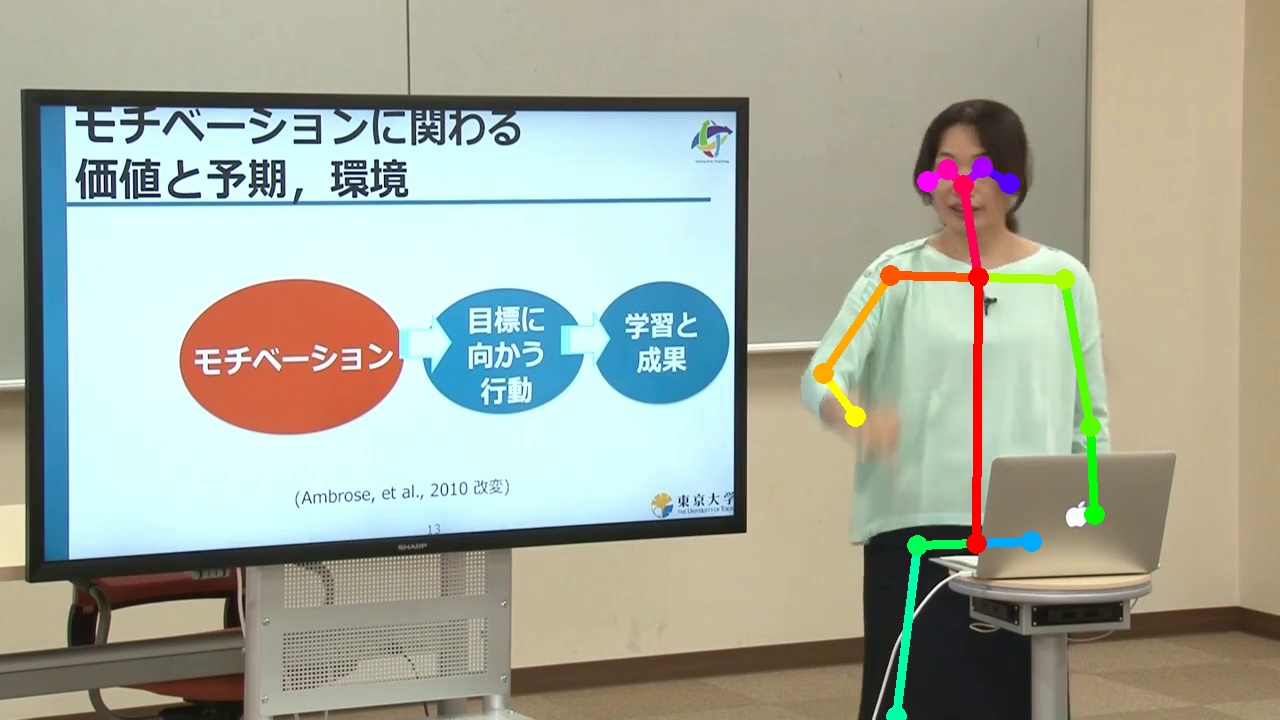 モチベーションに関わる
価値と予期，環境
モチベーション
目標に
向かう
行動
学習と
成果
(Ambrose, et al., 2010 改変)
13
東京大学
SHARP